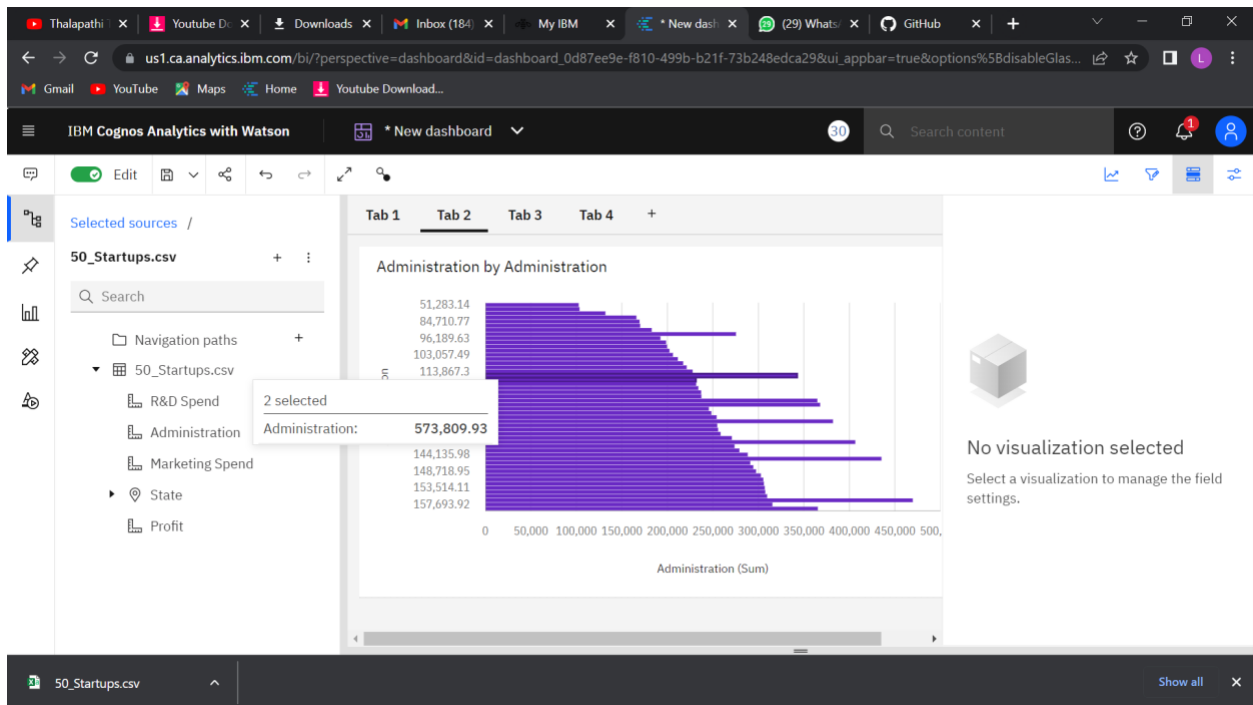 Thalapathi
Youtube Do
Downloads
Inbox (184)
My IBM
* New dash
(29) Whats
GitHub
us1.ca.analytics.ibm.com/bi/?perspective=dashboard&id=dashboard_0d87ee9e-f810-499b-b21f-73b248edca29&ui_appbar=true&options%5BdisableGlas...
L
Gmail
YouTube
Maps
Home
Youtube Download...
IBM Cognos Analytics with Watson
* New dashboard
30
Search content
1
Edit
Selected sources /
50_Startups.csv
Search
Navigation paths
50_Startups.csv
R&D Spend
Administration
Marketing Spend
State
Profit
Tab 1
Tab 2
Tab 3
Tab 4
Administration by Administration
51,283.14
84,710.77
96,189.63
103,057.49
113,867.3
2 selected
Administration: 573,809.93
144,135.98
148,718.95
153,514.11
157,693.92
0 50,000 100,000 150,000 200,000 250,000 300,000 350,000 400,000 450,000 500,
Administration (Sum)
No visualization selected
Select a visualization to manage the field
settings.
50_Startups.csv
Show all